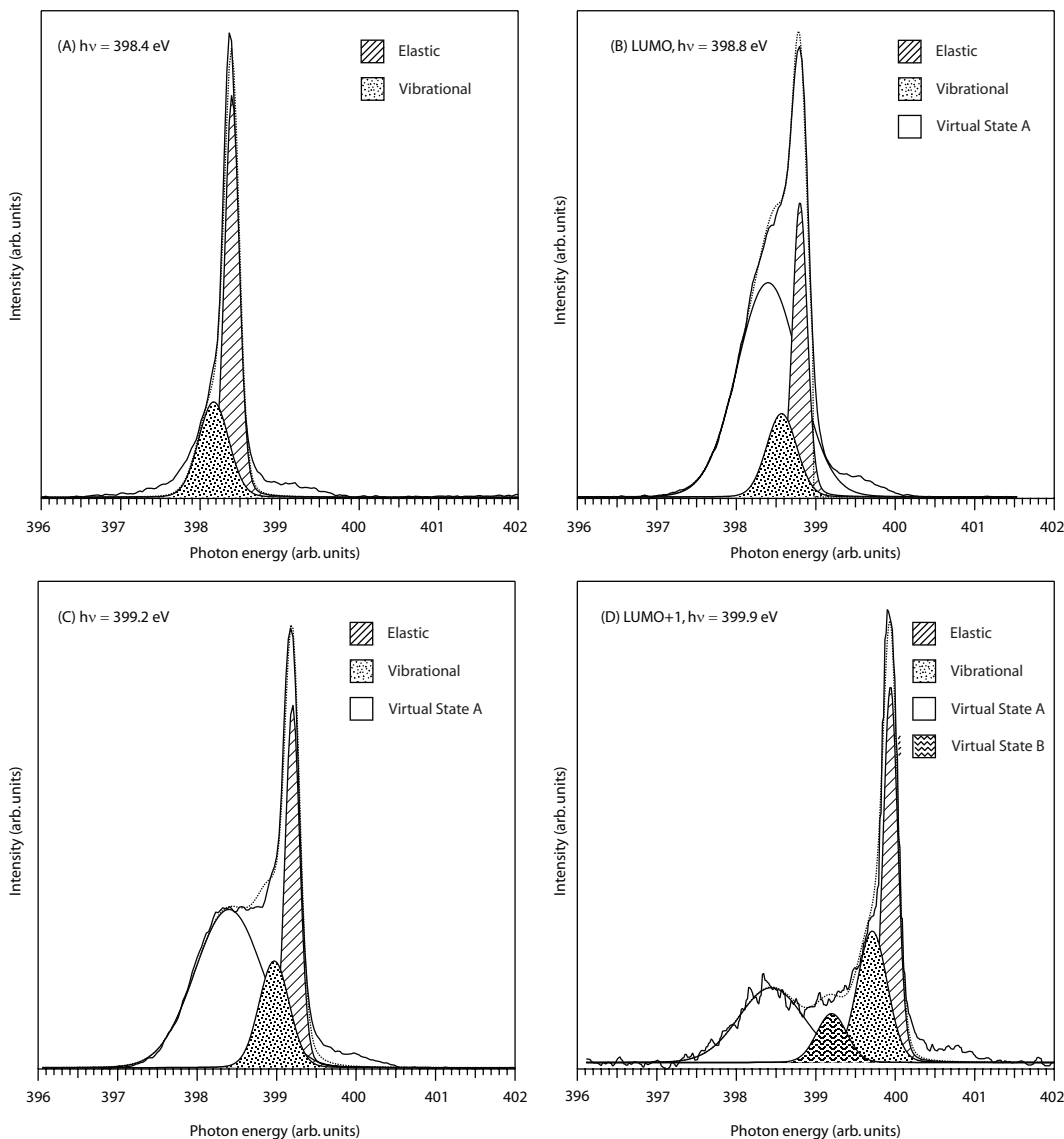 (A) hν = 398.4 eV
Elastic
Vibrational
Intensity (arb. units)
396 397 398 399 400 401 402
Photon energy (arb. units)
(B) LUMO, hν = 398.8 eV
Elastic
Vibrational
Virtual State A
Intensity (arb. units)
396 397 398 399 400 401 402
Photon energy (arb. units)
(C) hν = 399.2 eV
Elastic
Vibrational
Virtual State A
Intensity (arb. units)
396 397 398 399 400 401 402
Photon energy (arb. units)
(D) LUMO+1, hν = 399.9 eV
Elastic
Vibrational
Virtual State A
Virtual State B
Intensity (arb. units)
396 397 398 399 400 401 402
Photon energy (arb. units)